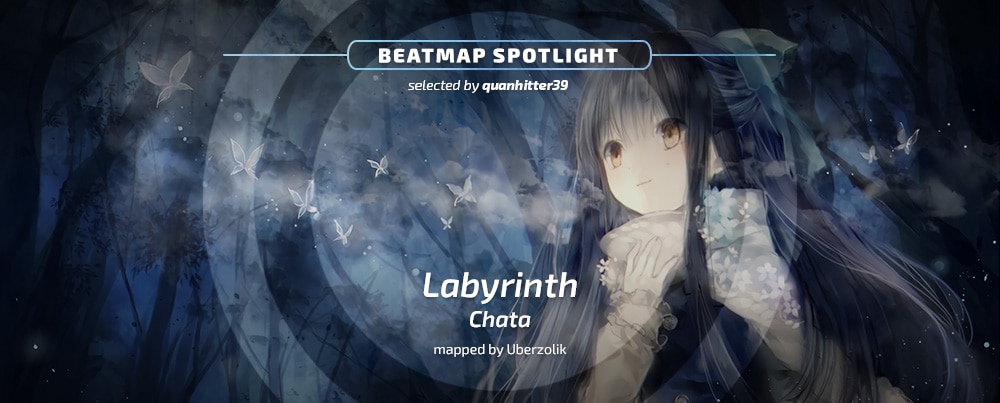 BEATMAP SPOTLIGHT
selected by quanhitter39
Labyrinth
Chata
mapped by Uberzolik